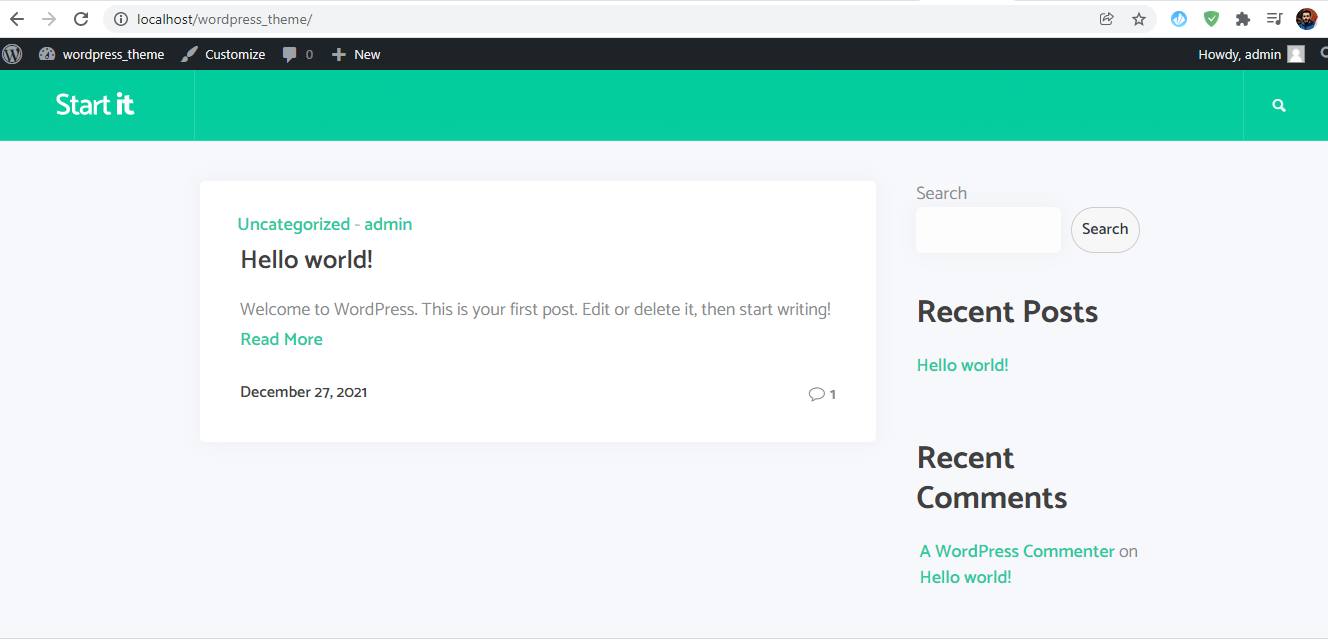 localhost/wordpress_theme/
wordpress_theme Customize 0 New Howdy, admin
Start it
Uncategorized - admin
Hello world!
Welcome to WordPress. This is your first post. Edit or delete it, then start writing!
Read More
December 27, 2021
1
Search
Search
Recent Posts
Hello world!
Recent
Comments
A WordPress Commenter on
Hello world!